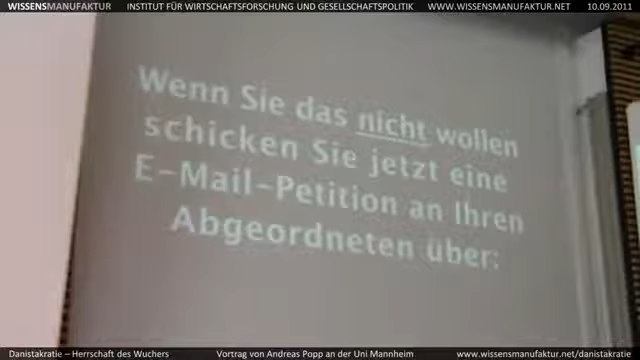 WISSENSMANUFAKTUR INSTITUT FÜR WIRTSCHAFTSFORSCHUNG UND GESELLSCHAFTSPOLITIK WWW.WISSENSMANUFAKTUR.NET 10.09.2011
Wenn Sie das nicht wollen
schicken Sie jetzt eine
E-Mail-Petition an Ihren
Abgeordneten über:
Danistakratie – Herrschaft des Wuchers Vortrag von Andreas Popp an der Uni Mannheim www.wissensmanufaktur.net/danistakratie